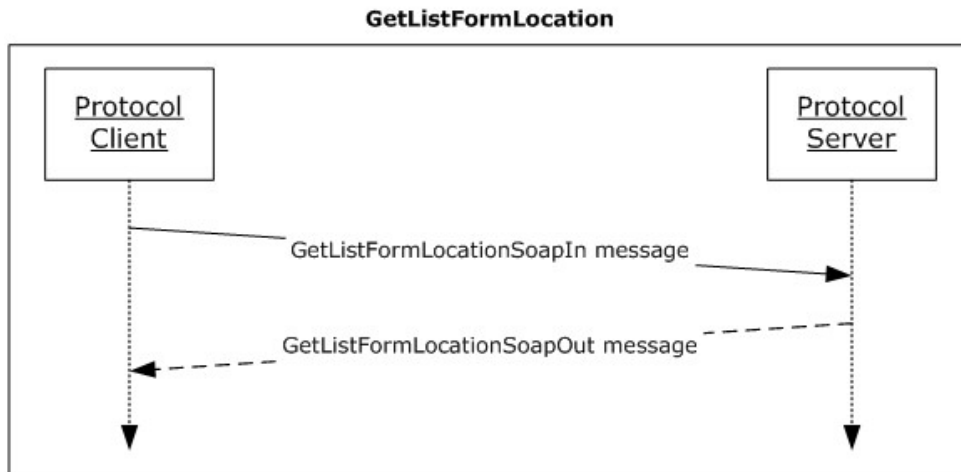 GetListFormLocation
Protocol
Client
Protocol
Server
GetListFormLocationSoapIn message
GetListFormLocationSoapOut message